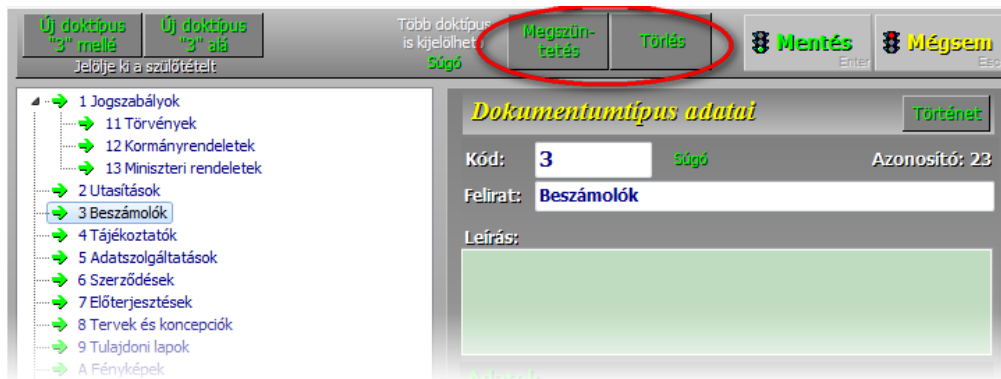 Új doktípus
"3" mellé
Új doktípus
"3" alá
Jelölje ki a szülőtételt
Több doktípus
is kijelölhető
Súgó
Megszün-
tetés
Törlés
Mentés
Enter
Mégsem
Esc
1 Jogszabályok
11 Törvények
12 Kormányrendeletek
13 Miniszteri rendeletek
2 Utasítások
3 Beszámolók
4 Tájékoztatók
5 Adatszolgáltatások
6 Szerződések
7 Előterjesztések
8 Tervek és koncepciók
9 Tulajdoni lapok
A Fényképek
Dokumentumtípus adatai
Történet
Kód: 3 Súgó Azonosító: 23
Felirat: Beszámolók
Leírás: